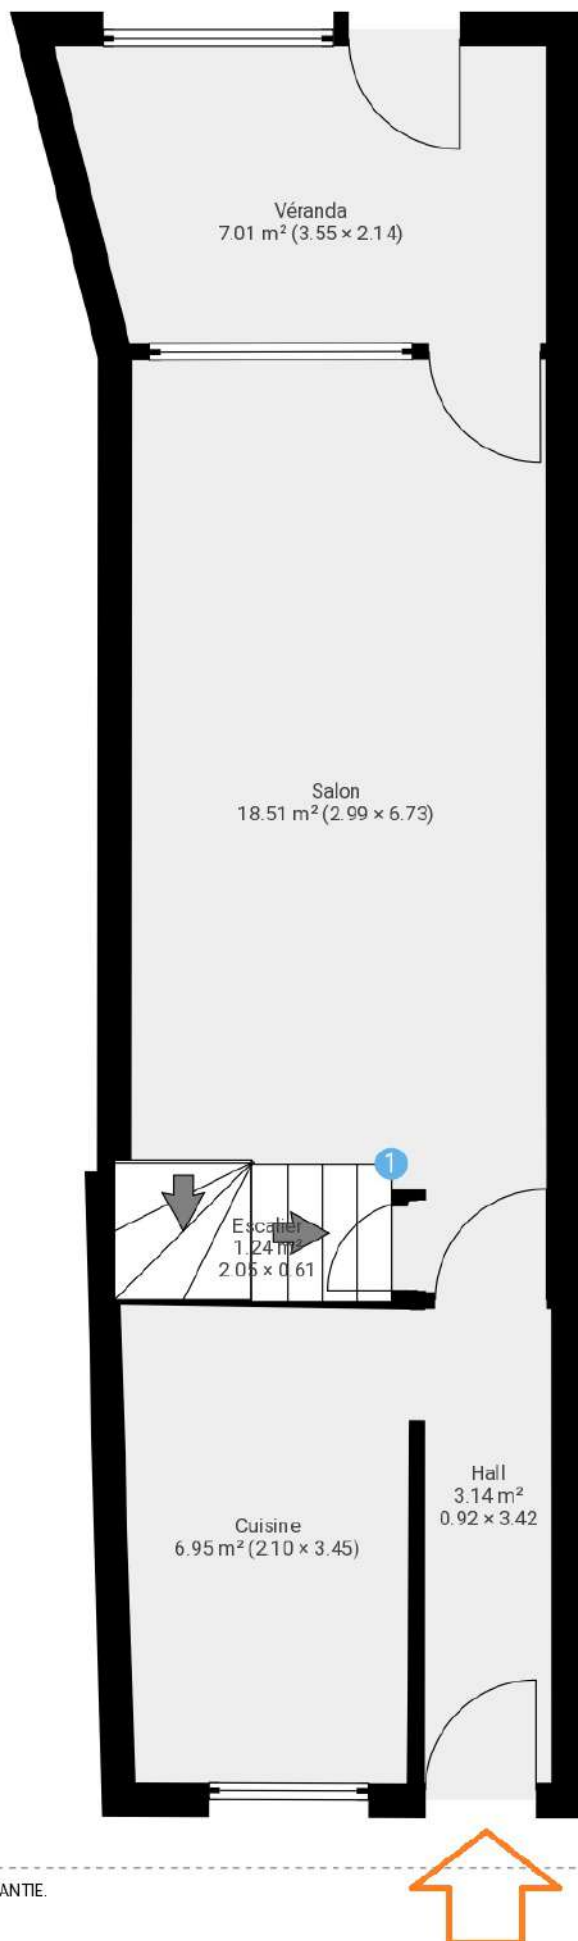 Véranda
7.01 m² (3.55 × 2.14)
Salon
18.51 m² (2.99 × 6.73)
1
Escalier
1.24 m²
2.05 × 0.61
Hall
3.14 m²
0.92 × 3.42
Cuisine
6.95 m² (2.10 × 3.45)
ANTIE.